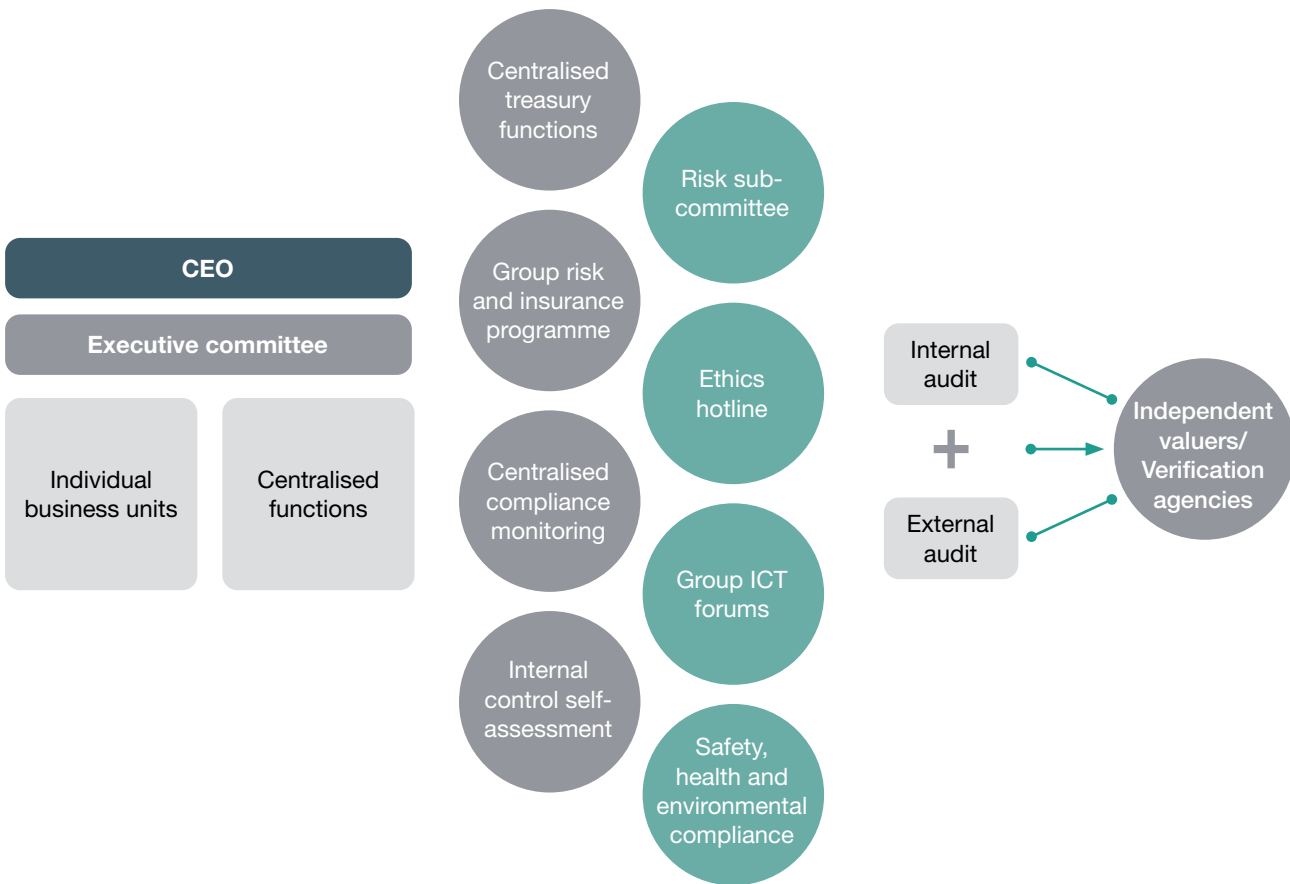 CEO
Executive committee
Individual
business units
Centralised
functions
Centralised
treasury
functions
Group risk
and insurance
programme
Centralised
compliance
monitoring
Internal
control self-
assessment
Risk sub-
committee
Ethics
hotline
Group ICT
forums
Safety,
health and
environmental
compliance
Internal
audit
+
External
audit
Independent
valuers/
Verification
agencies